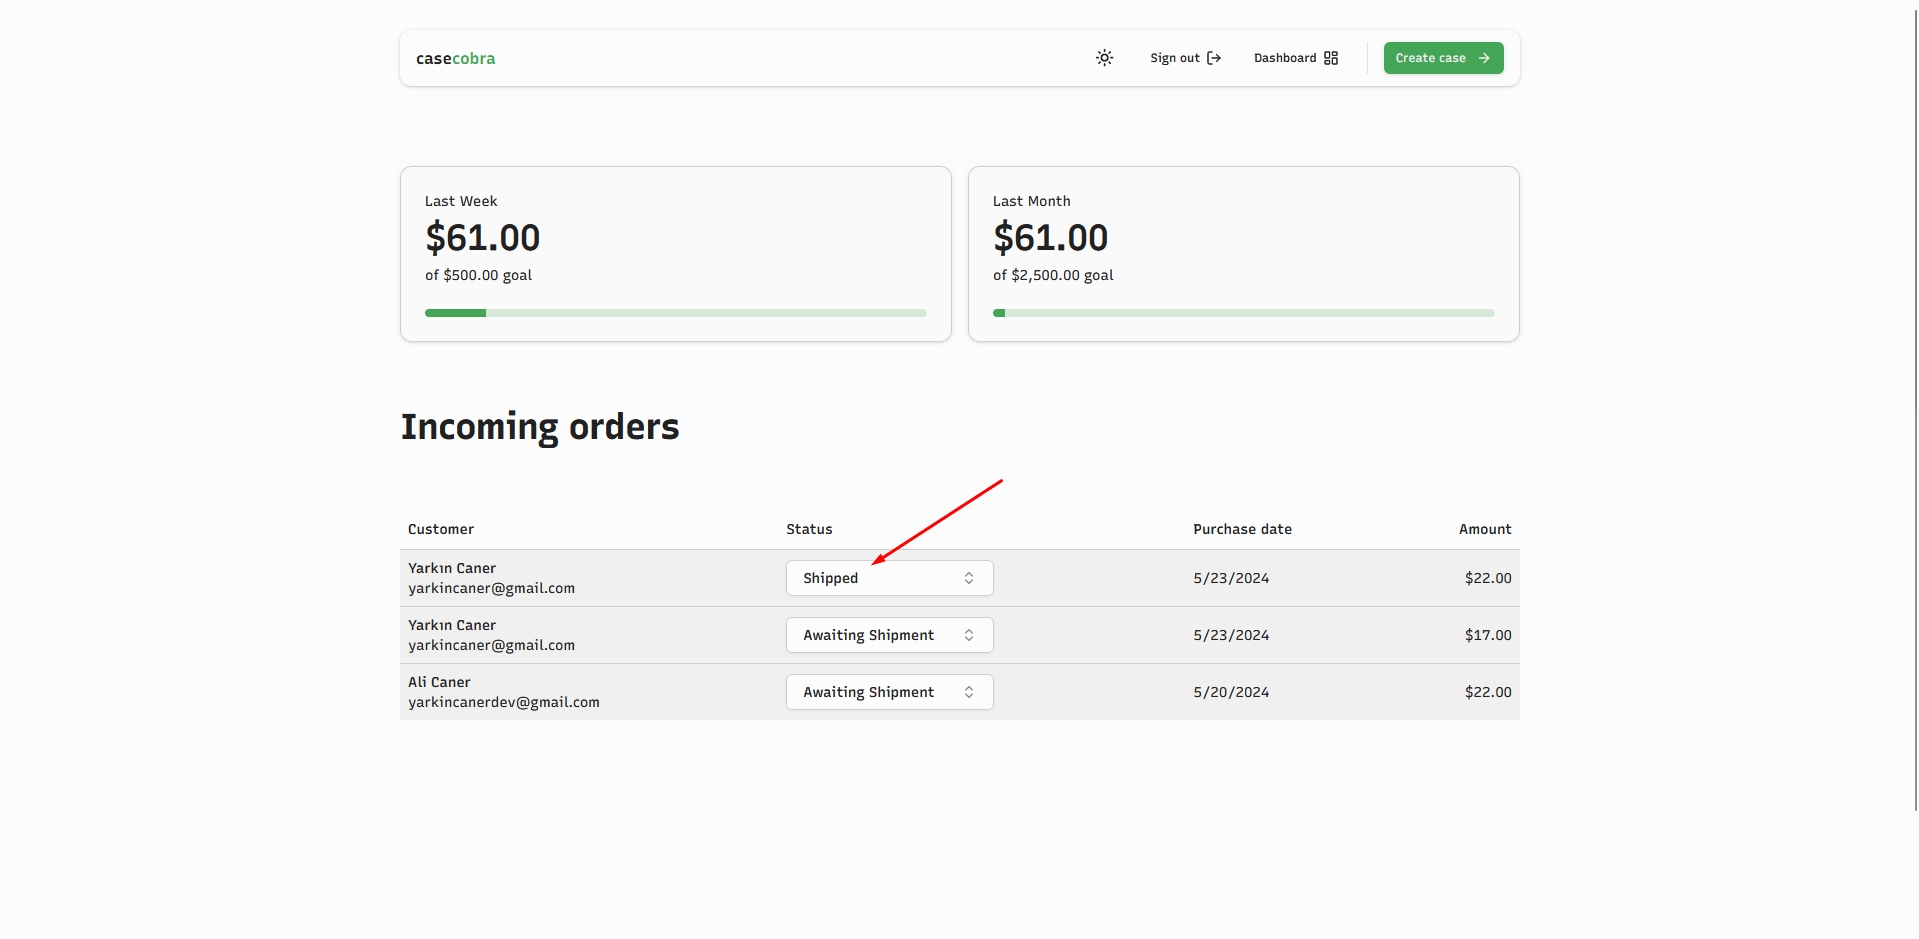 casecobra
Sign out
Dashboard
Create case
Last Week
$61.00
of $500.00 goal
Last Month
$61.00
of $2,500.00 goal
Incoming orders
Customer Status Purchase date Amount
Yarkın Caner
yarkincaner@gmail.com
Shipped
5/23/2024
$22.00
Yarkın Caner
yarkincaner@gmail.com
Awaiting Shipment
5/23/2024
$17.00
Ali Caner
yarkincanerdev@gmail.com
Awaiting Shipment
5/20/2024
$22.00